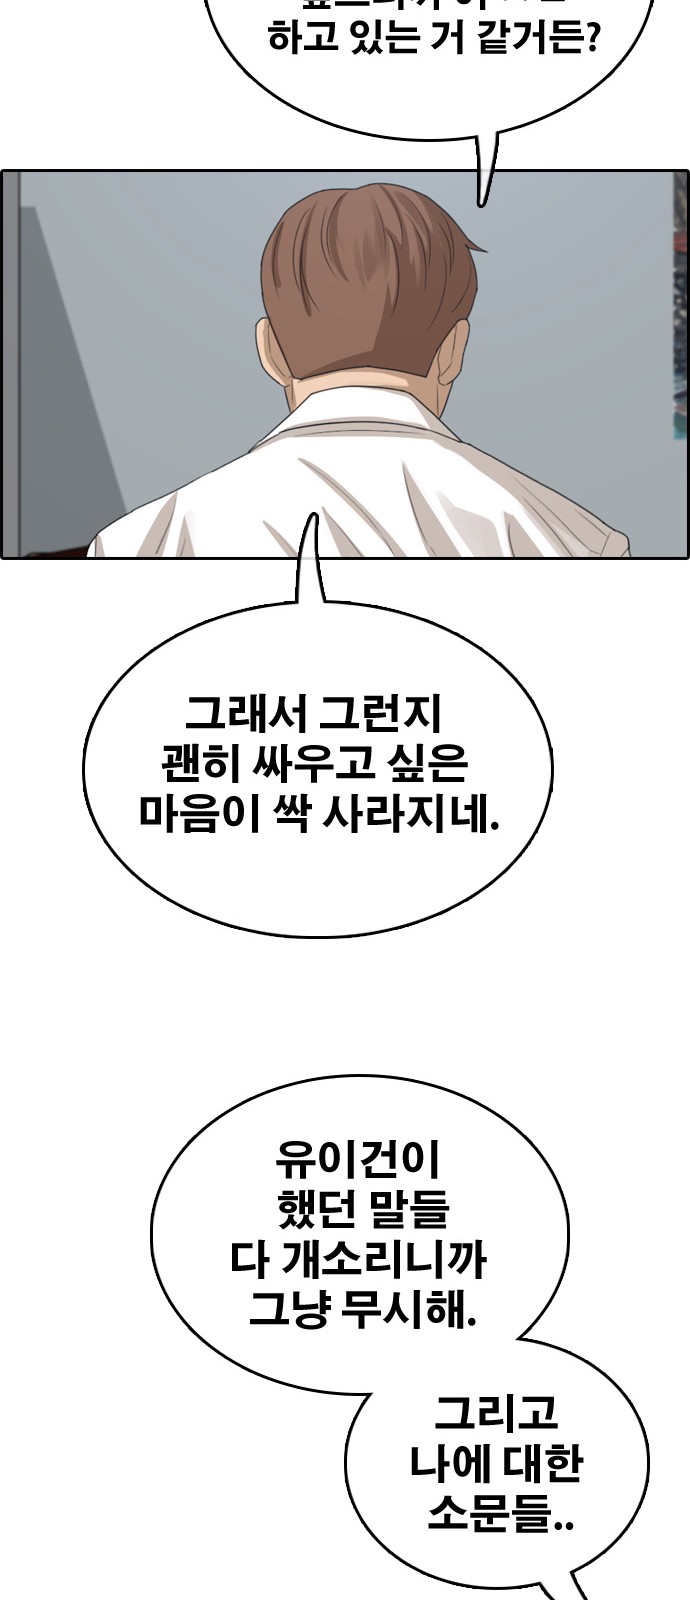 하고 있는 거 같거든?
그래서 그런지
괜히 싸우고 싶은
마음이 싹 사라지네.
유이건이
했던 말들
다 개소리니까
그냥 무시해.
그리고
나에 대한
소문들..